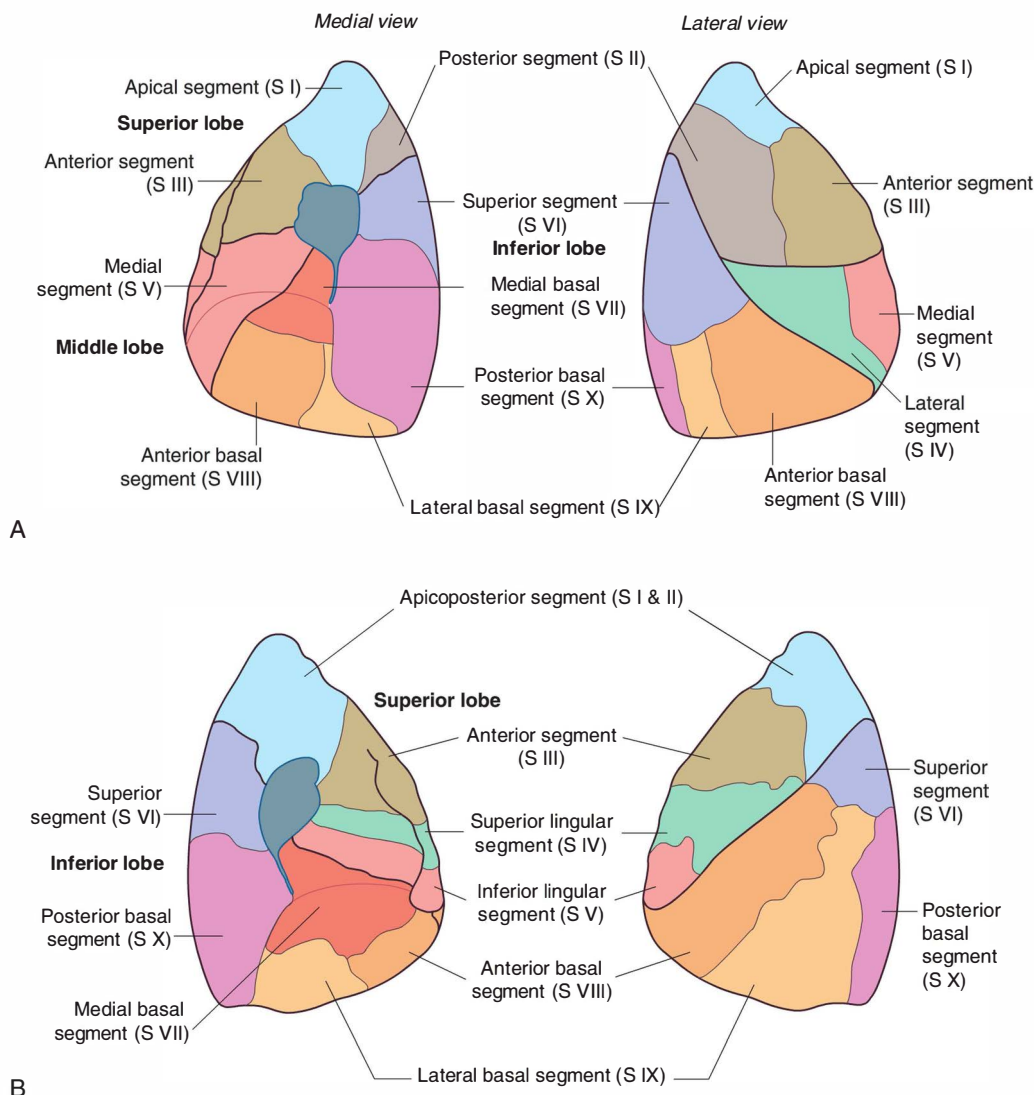 Medial view
Lateral view
Posterior segment (S II)
Apical segment (S I)
Apical segment (S I)
Superior lobe
Anterior segment
(S III)
Anterior segment
(S III)
Superior segment
(S VI)
Inferior lobe
Medial
segment (S V)
Medial basal
segment (S VII)
Middle lobe
Medial
segment
(S V)
Posterior basal
segment (S X)
Lateral
segment
(S IV)
Anterior basal
segment (S VIII)
Anterior basal
segment (S VIII)
Lateral basal segment (S IX)
A
Apicoposterior segment (S I & II)
Superior lobe
Anterior segment
(S III)
Superior
segment (S VI)
Superior
segment
(S VI)
Superior lingular
segment (S IV)
Inferior lobe
Inferior lingular
segment (S V)
Posterior basal
segment (S X)
Posterior
basal
segment
(S X)
Anterior basal
segment (S VIII)
Medial basal
segment (S VII)
Lateral basal segment (S IX)
B